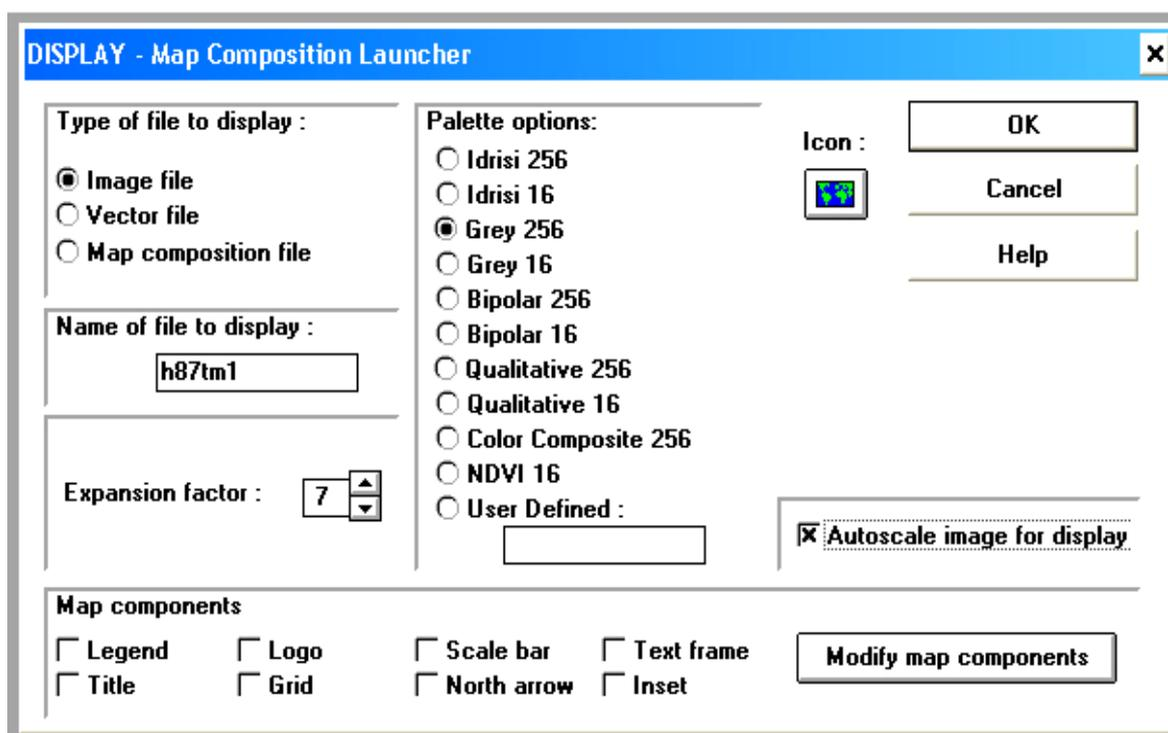 DISPLAY - Map Composition Launcher
Type of file to display :
Image file
Vector file
Map composition file
Name of file to display :
h87tm1
Expansion factor : 7
Palette options:
Idrisi 256
Idrisi 16
Grey 256
Grey 16
Bipolar 256
Bipolar 16
Qualitative 256
Qualitative 16
Color Composite 256
NDVI 16
User Defined :
Icon :
OK
Cancel
Help
Autoscale image for display
Map components
Legend Logo Scale bar Text frame
Title Grid North arrow Inset
Modify map components